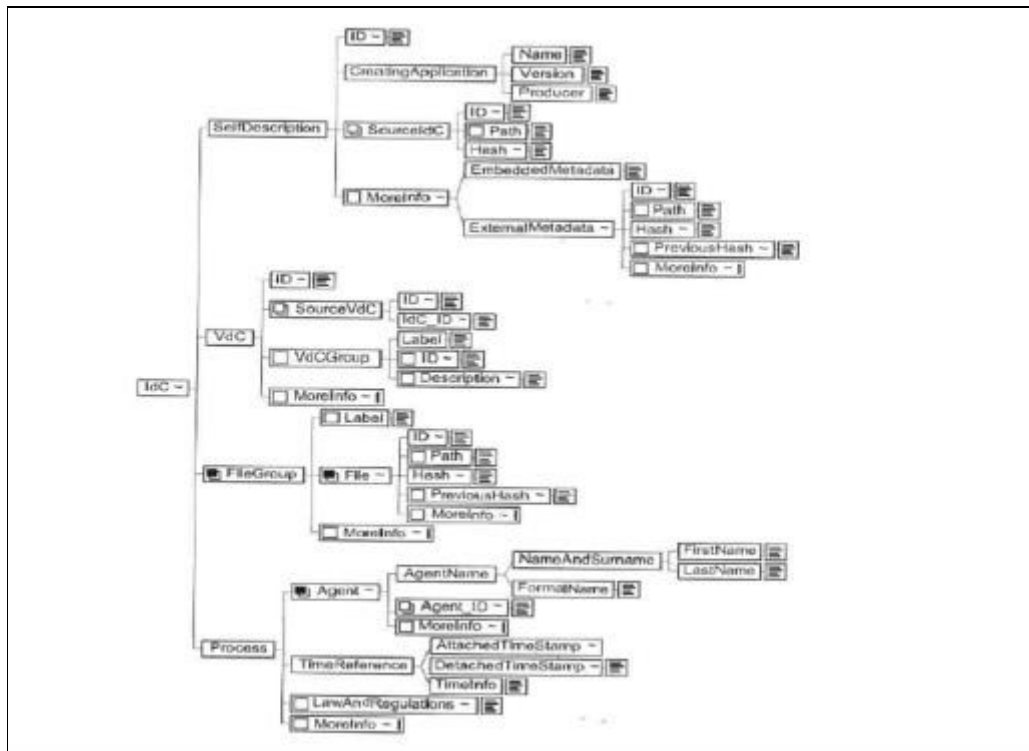 ID ~
CreatingApplication
Name
Version
Producer
SelfDescription
SourceIdC
ID ~
Path
Hash ~
MoreInfo ~
EmbeddedMetadata
ExternalMetadata ~
ID ~
Path
Hash ~
PreviousHash ~
MoreInfo ~
IdC ~
VdC
ID ~
SourceVdC
ID ~
IdC_ID ~
VdCGroup
Label
ID ~
Description ~
MoreInfo ~
FileGroup
Label
File ~
ID ~
Path
Hash ~
PreviousHash ~
MoreInfo ~
MoreInfo ~
Process
Agent ~
AgentName
NameAndSurname
FirstName
LastName
FormatName
Agent_ID ~
MoreInfo ~
TimeReference
AttachedTimeStamp ~
DetachedTimeStamp ~
TimeInfo
LawAndRegulations ~
MoreInfo ~